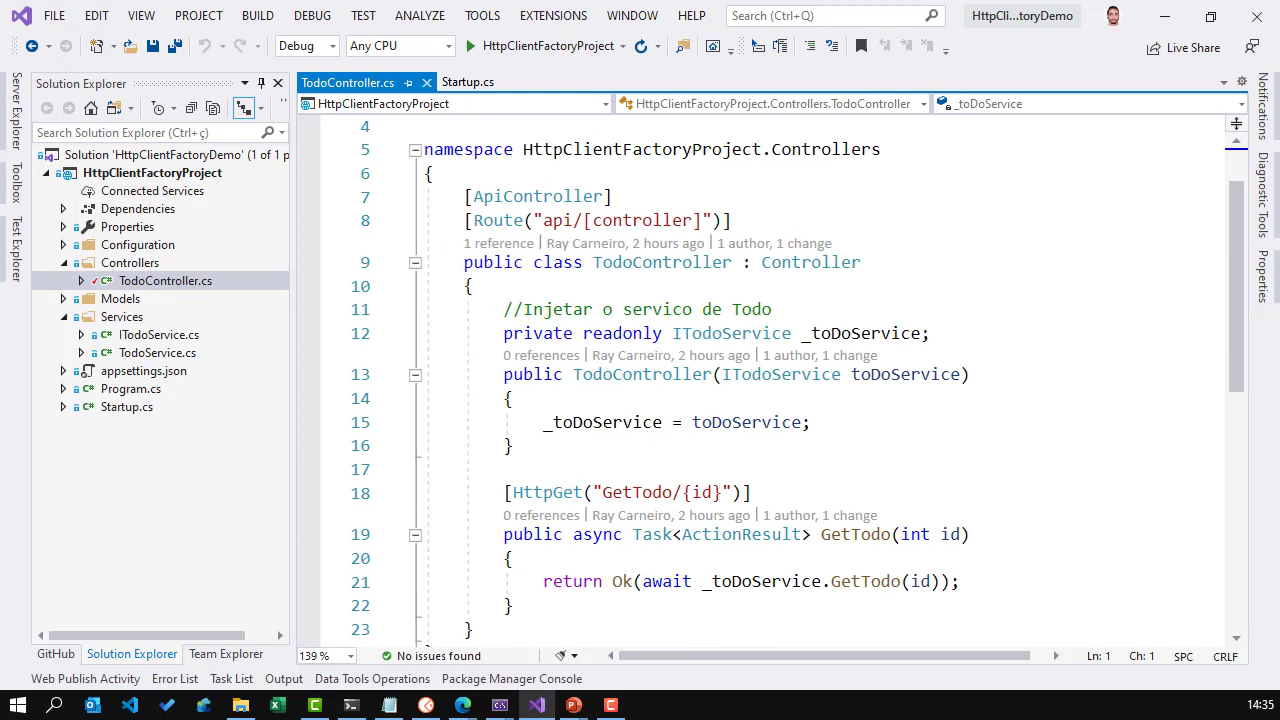 FILE EDIT VIEW PROJECT BUILD DEBUG TEST ANALYZE TOOLS EXTENSIONS WINDOW HELP Search (Ctrl+Q) HttpCli...toryDemo
Debug Any CPU HttpClientFactoryProject Live Share
Server Explorer
Toolbox
Test Explorer
Solution Explorer
Search Solution Explorer (Ctrl+ç)
Solution 'HttpClientFactoryDemo' (1 of 1 p
HttpClientFactoryProject
Connected Services
Dependencies
Properties
Configuration
Controllers
TodoController.cs
Models
Services
ITodoService.cs
TodoService.cs
appsettings.json
Program.cs
Startup.cs
GitHub Solution Explorer Team Explorer
TodoController.cs Startup.cs
HttpClientFactoryProject HttpClientFactoryProject.Controllers.TodoController _toDoService
4
5 namespace HttpClientFactoryProject.Controllers
6 {
7 [ApiController]
8 [Route("api/[controller]")]
1 reference | Ray Carneiro, 2 hours ago | 1 author, 1 change
9 public class TodoController : Controller
10 {
11 //Injetar o servico de Todo
12 private readonly ITodoService _toDoService;
0 references | Ray Carneiro, 2 hours ago | 1 author, 1 change
13 public TodoController(ITodoService toDoService)
14 {
15 _toDoService = toDoService;
16 }
17
18 [HttpGet("GetTodo/{id}")]
0 references | Ray Carneiro, 2 hours ago | 1 author, 1 change
19 public async Task<ActionResult> GetTodo(int id)
20 {
21 return Ok(await _toDoService.GetTodo(id));
22 }
23 }
139 % No issues found Ln: 1 Ch: 1 SPC CRLF
Notifications
Diagnostic Tools
Properties
Web Publish Activity Error List Task List Output Data Tools Operations Package Manager Console
14:35